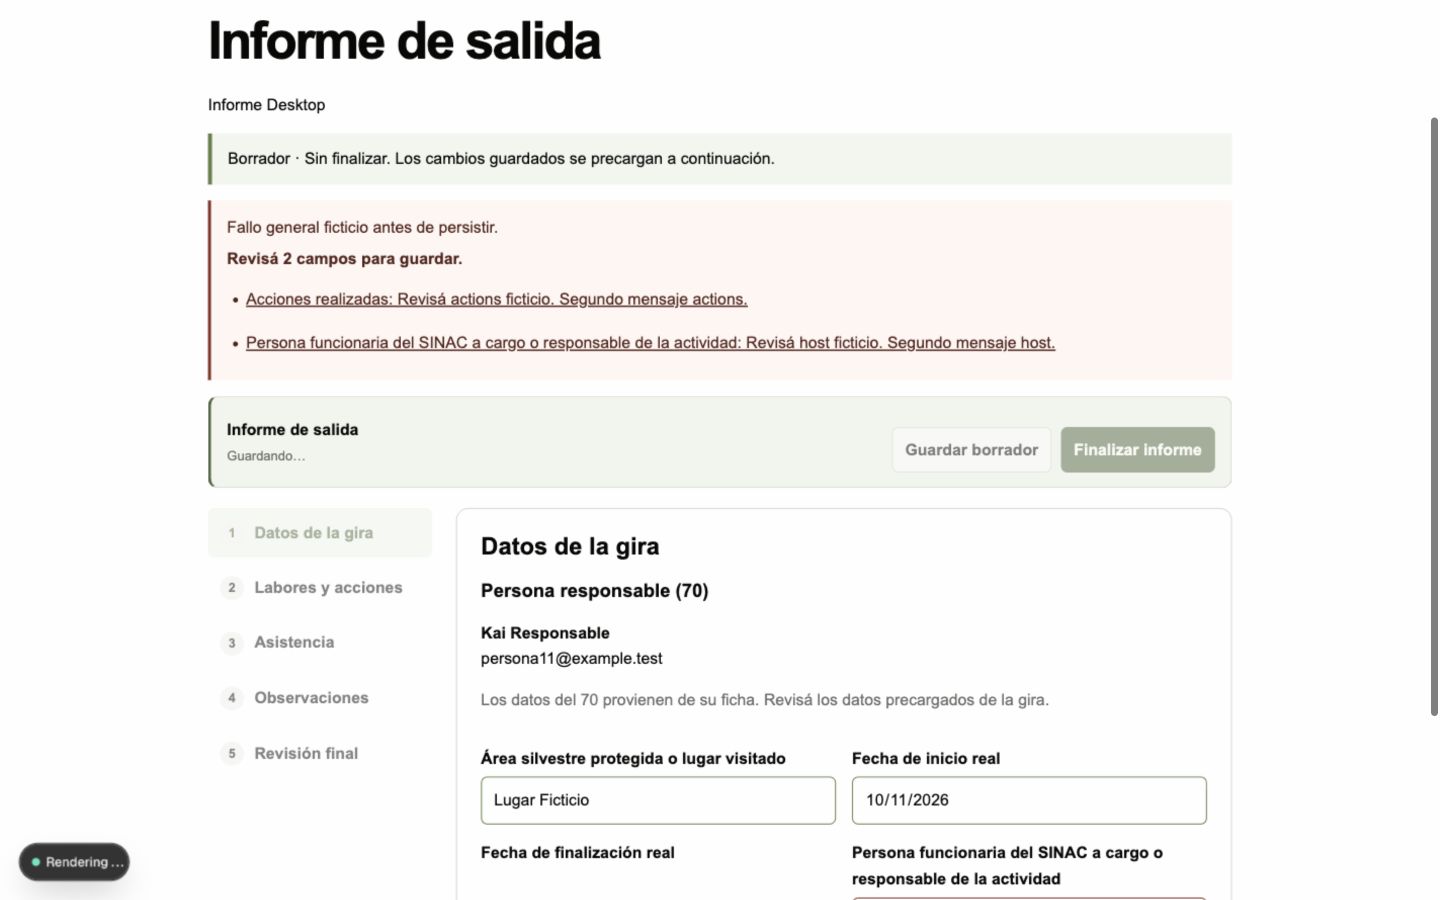 Informe de salida
Informe Desktop
Borrador · Sin finalizar. Los cambios guardados se precargan a continuación.
Fallo general ficticio antes de persistir.
Revisá 2 campos para guardar.
• Acciones realizadas: Revisá actions ficticio. Segundo mensaje actions.
• Persona funcionaria del SINAC a cargo o responsable de la actividad: Revisá host ficticio. Segundo mensaje host.
Informe de salida
Guardando…
Guardar borrador
Finalizar informe
1 Datos de la gira
2 Labores y acciones
3 Asistencia
4 Observaciones
5 Revisión final
Datos de la gira
Persona responsable (70)
Kai Responsable
persona11@example.test
Los datos del 70 provienen de su ficha. Revisá los datos precargados de la gira.
Área silvestre protegida o lugar visitado
Lugar Ficticio
Fecha de inicio real
10/11/2026
Fecha de finalización real
Persona funcionaria del SINAC a cargo o
responsable de la actividad
Rendering ...